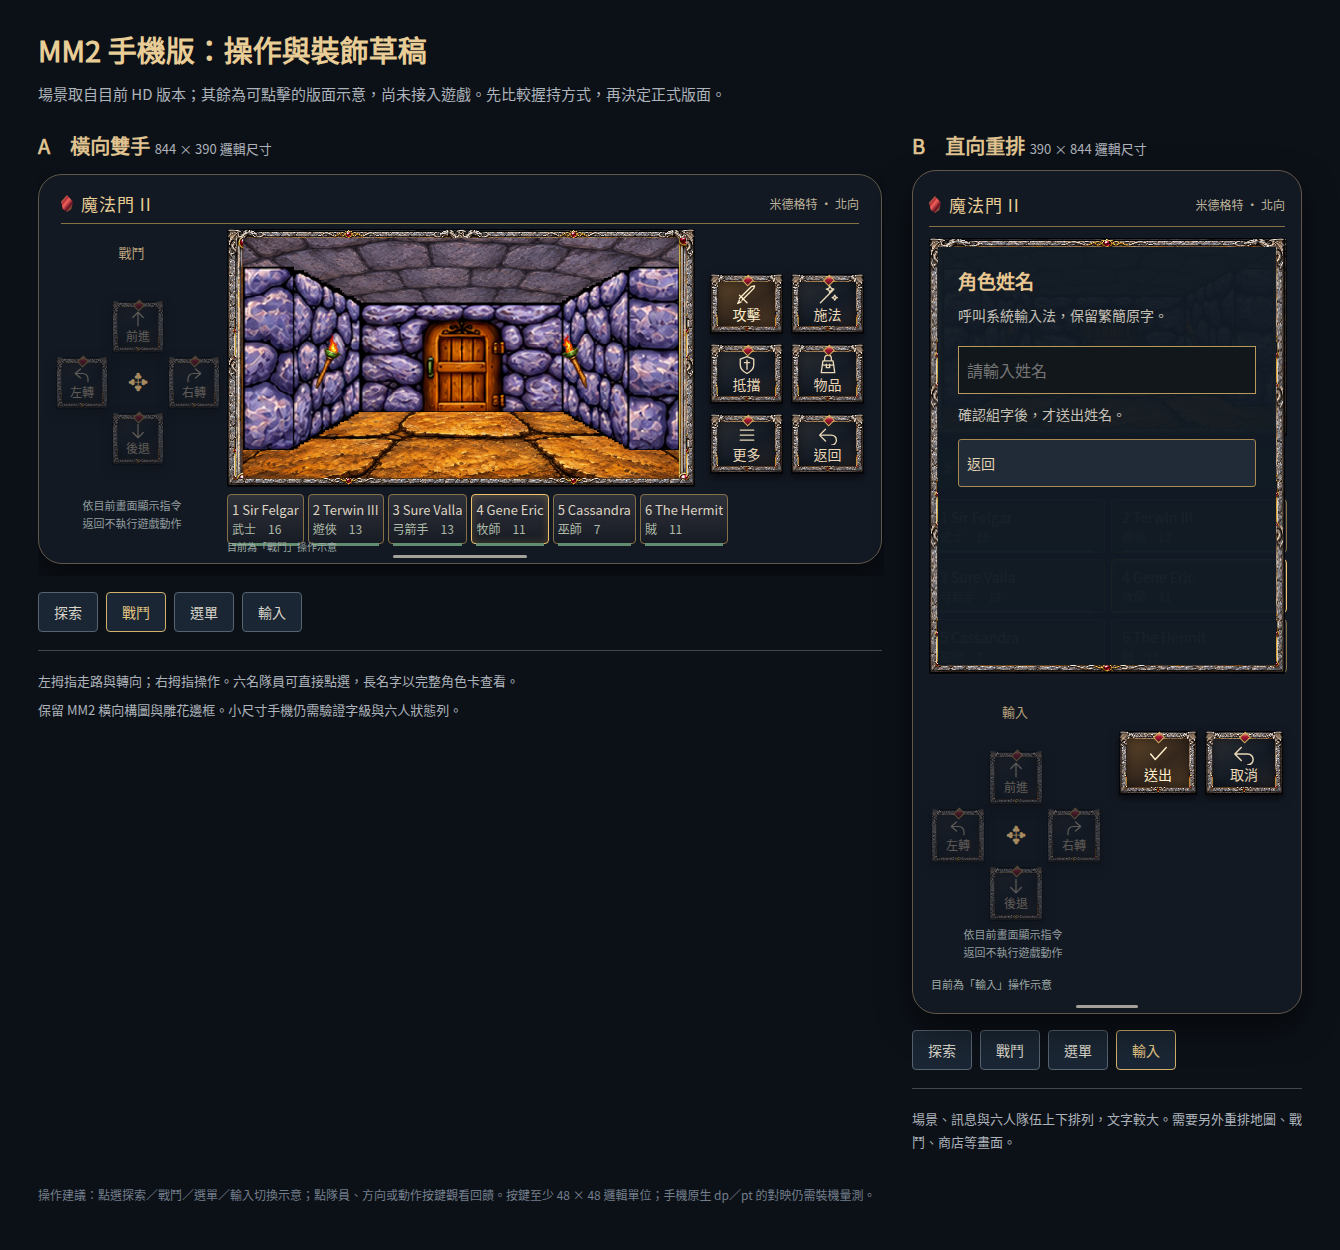 MM2 手機版：操作與裝飾草稿
場景取自目前 HD 版本；其餘為可點擊的版面示意，尚未接入遊戲。先比較握持方式，再決定正式版面。
A 橫向雙手 844 × 390 邏輯尺寸
魔法門 II
米德格特 · 北向
戰鬥
前進
左轉
右轉
後退
依目前畫面顯示指令
返回不執行遊戲動作
攻擊
施法
抵擋
物品
更多
返回
1 Sir Felgar
武士 16
2 Terwin III
遊俠 13
3 Sure Valla
弓箭手 13
4 Gene Eric
牧師 11
5 Cassandra
巫師 7
6 The Hermit
賊 11
目前為「戰鬥」操作示意
探索
戰鬥
選單
輸入
左拇指走路與轉向；右拇指操作。六名隊員可直接點選，長名字以完整角色卡查看。
保留 MM2 橫向構圖與雕花邊框。小尺寸手機仍需驗證字級與六人狀態列。
B 直向重排 390 × 844 邏輯尺寸
魔法門 II
米德格特 · 北向
角色姓名
呼叫系統輸入法，保留繁簡原字。
請輸入姓名
確認組字後，才送出姓名。
返回
1 Sir Felgar
2 Terwin III
3 Sure Valla
4 Gene Eric
5 Cassandra
6 The Hermit
輸入
前進
左轉
右轉
後退
依目前畫面顯示指令
返回不執行遊戲動作
送出
取消
目前為「輸入」操作示意
探索
戰鬥
選單
輸入
場景、訊息與六人隊伍上下排列，文字較大。需要另外重排地圖、戰
鬥、商店等畫面。
操作建議：點選探索／戰鬥／選單／輸入切換示意；點隊員、方向或動作按鍵觀看回饋。按鍵至少 48 × 48 邏輯單位；手機原生 dp／pt 的對映仍需裝機量測。